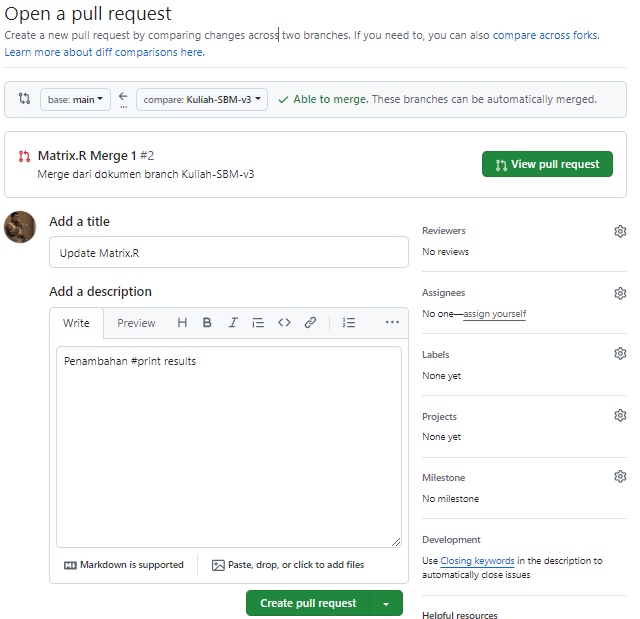 Open a pull request
Create a new pull request by comparing changes across two branches. If you need to, you can also compare across forks.
Learn more about diff comparisons here.
base: main
compare: Kuliah-SBM-v3
Able to merge. These branches can be automatically merged.
Matrix.R Merge 1 #2
Merge dari dokumen branch Kuliah-SBM-v3
View pull request
Add a title
Update Matrix.R
Add a description
Write
Preview
H B I
Penambahan #print results
Markdown is supported
Paste, drop, or click to add files
Create pull request
Reviewers
No reviews
Assignees
No one—assign yourself
Labels
None yet
Projects
None yet
Milestone
No milestone
Development
Use Closing keywords in the description to
automatically close issues
Helpful resources